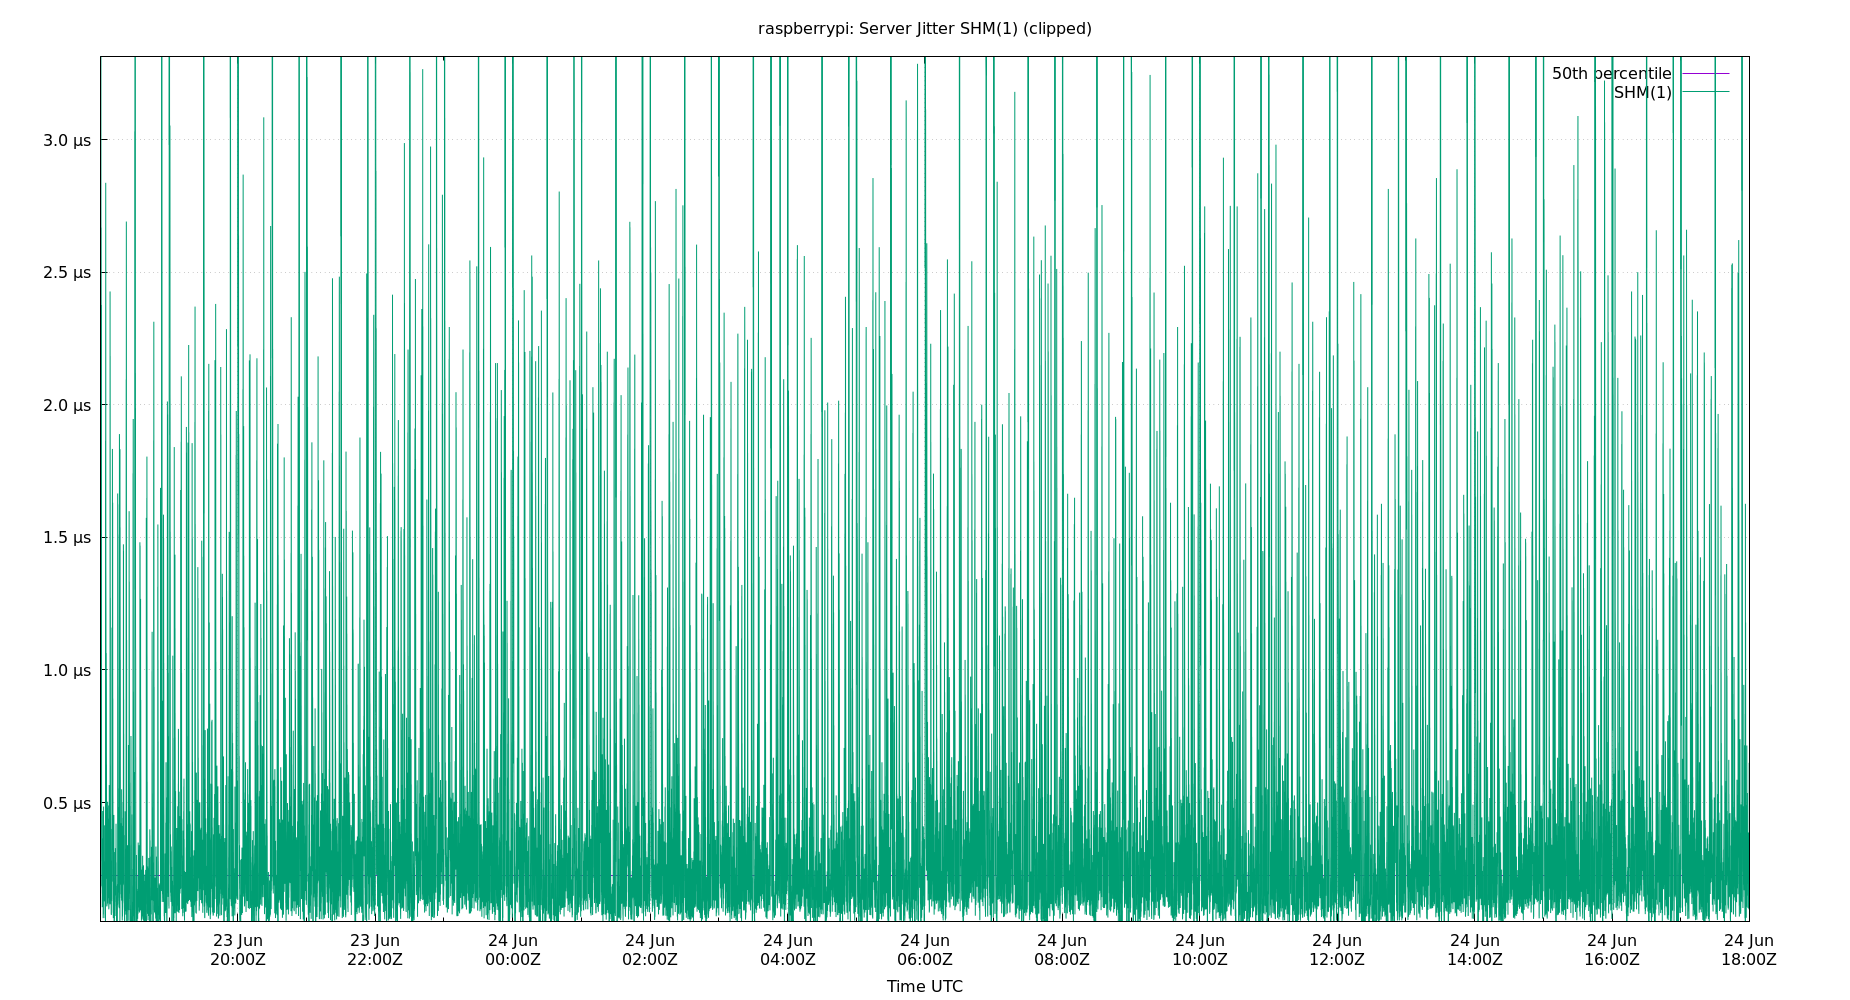 raspberrypi: Server Jitter SHM(1) (clipped)
50th percentile
SHM(1)
3.0 µs
2.5 µs
2.0 µs
1.5 µs
1.0 µs
0.5 µs
23 Jun 23 Jun 24 Jun 24 Jun 24 Jun 24 Jun 24 Jun 24 Jun 24 Jun 24 Jun 24 Jun 24 Jun
20:00Z 22:00Z 00:00Z 02:00Z 04:00Z 06:00Z 08:00Z 10:00Z 12:00Z 14:00Z 16:00Z 18:00Z
Time UTC